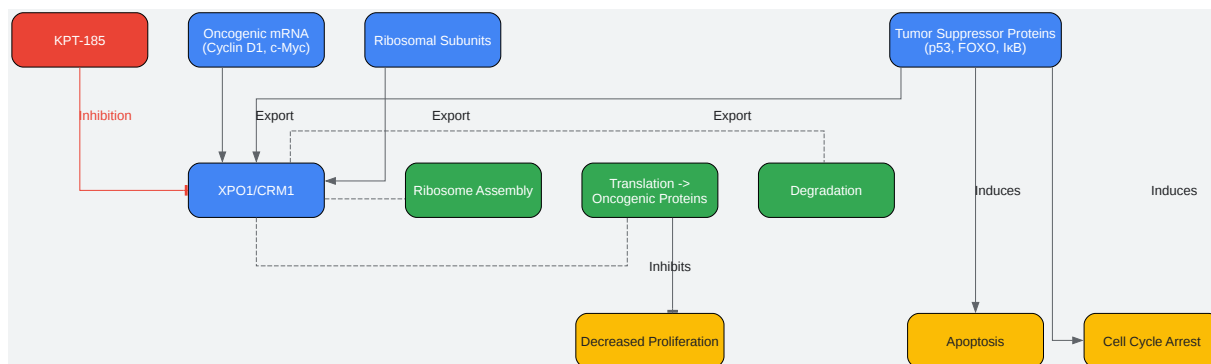 KPT-185
Oncogenic mRNA
(Cyclin D1, c-Myc)
Ribosomal Subunits
Tumor Suppressor Proteins
(p53, FOXO, IκB)
Inhibition
Export
Export
Export
XPO1/CRM1
Ribosome Assembly
Translation ->
Oncogenic Proteins
Degradation
Induces
Induces
Inhibits
Decreased Proliferation
Apoptosis
Cell Cycle Arrest